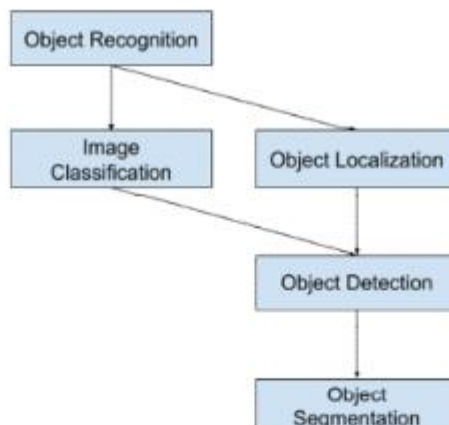 Object Recognition
Image
Classification
Object Localization
Object Detection
Object
Segmentation